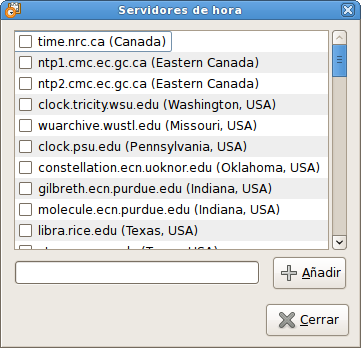 Servidores de hora
time.nrc.ca (Canada)
ntp1.cmc.ec.gc.ca (Eastern Canada)
ntp2.cmc.ec.gc.ca (Eastern Canada)
clock.tricity.wsu.edu (Washington, USA)
wuarchive.wustl.edu (Missouri, USA)
clock.psu.edu (Pennsylvania, USA)
constellation.ecn.uoknor.edu (Oklahoma, USA)
gilbreth.ecn.purdue.edu (Indiana, USA)
molecule.ecn.purdue.edu (Indiana, USA)
libra.rice.edu (Texas, USA)
Añadir
Cerrar